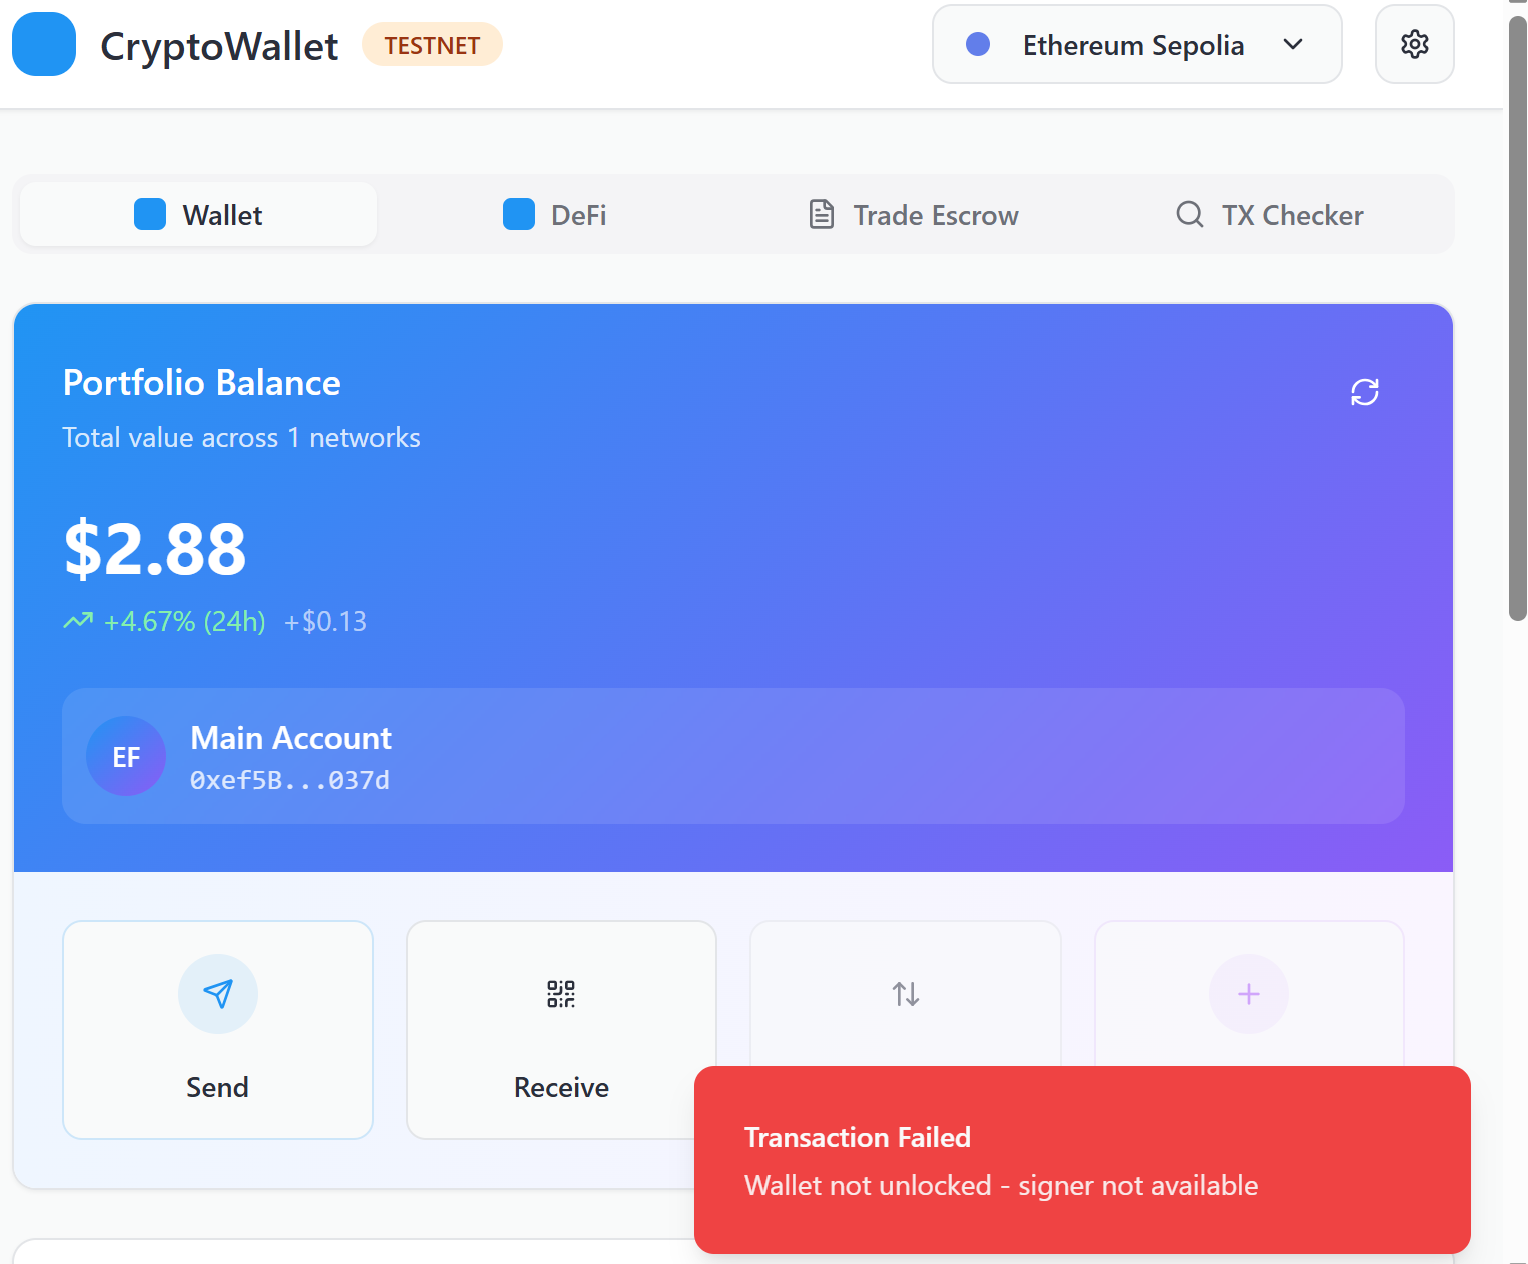 CryptoWallet
TESTNET
Ethereum Sepolia
Wallet
DeFi
Trade Escrow
TX Checker
Portfolio Balance
Total value across 1 networks
$2.88
+4.67% (24h) +$0.13
EF
Main Account
0xef5B...037d
Send
Receive
Transaction Failed
Wallet not unlocked - signer not available